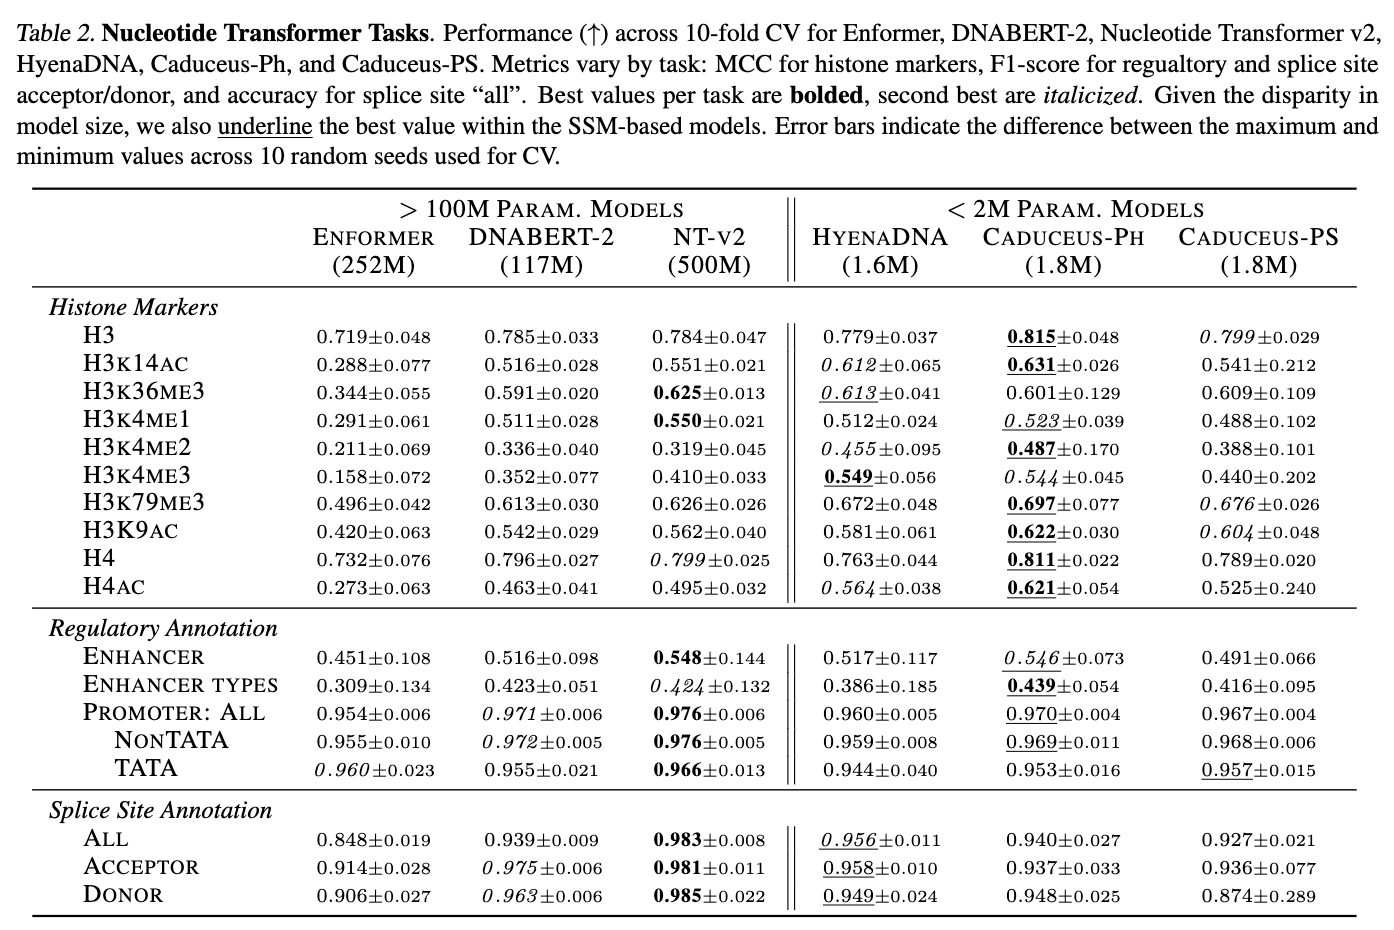 Table 2. Nucleotide Transformer Tasks. Performance (↑) across 10-fold CV for Enformer, DNABERT-2, Nucleotide Transformer v2,
HyenaDNA, Caduceus-Ph, and Caduceus-PS. Metrics vary by task: MCC for histone markers, F1-score for regualtory and splice site
acceptor/donor, and accuracy for splice site “all”. Best values per task are bolded, second best are italicized. Given the disparity in
model size, we also underline the best value within the SSM-based models. Error bars indicate the difference between the maximum and
minimum values across 10 random seeds used for CV.
> 100M PARAM. MODELS < 2M PARAM. MODELS
ENFORMER DNABERT-2 NT-V2 HYENADNA CADUCEUS-PH CADUCEUS-PS
(252M) (117M) (500M) (1.6M) (1.8M) (1.8M)
Histone Markers
H3 0.719±0.048 0.785±0.033 0.784±0.047 0.779±0.037 0.815±0.048 0.799±0.029
H3K14AC 0.288±0.077 0.516±0.028 0.551±0.021 0.612±0.065 0.631±0.026 0.541±0.212
H3K36ME3 0.344±0.055 0.591±0.020 0.625±0.013 0.613±0.041 0.601±0.129 0.609±0.109
H3K4ME1 0.291±0.061 0.511±0.028 0.550±0.021 0.512±0.024 0.523±0.039 0.488±0.102
H3K4ME2 0.211±0.069 0.336±0.040 0.319±0.045 0.455±0.095 0.487±0.170 0.388±0.101
H3K4ME3 0.158±0.072 0.352±0.077 0.410±0.033 0.549±0.056 0.544±0.045 0.440±0.202
H3K79ME3 0.496±0.042 0.613±0.030 0.626±0.026 0.672±0.048 0.697±0.077 0.676±0.026
H3K9AC 0.420±0.063 0.542±0.029 0.562±0.040 0.581±0.061 0.622±0.030 0.604±0.048
H4 0.732±0.076 0.796±0.027 0.799±0.025 0.763±0.044 0.811±0.022 0.789±0.020
H4AC 0.273±0.063 0.463±0.041 0.495±0.032 0.564±0.038 0.621±0.054 0.525±0.240
Regulatory Annotation
ENHANCER 0.451±0.108 0.516±0.098 0.548±0.144 0.517±0.117 0.546±0.073 0.491±0.066
ENHANCER TYPES 0.309±0.134 0.423±0.051 0.424±0.132 0.386±0.185 0.439±0.054 0.416±0.095
PROMOTER: ALL 0.954±0.006 0.971±0.006 0.976±0.006 0.960±0.005 0.970±0.004 0.967±0.004
NONTATA 0.955±0.010 0.972±0.005 0.976±0.005 0.959±0.008 0.969±0.011 0.968±0.006
TATA 0.960±0.023 0.955±0.021 0.966±0.013 0.944±0.040 0.953±0.016 0.957±0.015
Splice Site Annotation
ALL 0.848±0.019 0.939±0.009 0.983±0.008 0.956±0.011 0.940±0.027 0.927±0.021
ACCEPTOR 0.914±0.028 0.975±0.006 0.981±0.011 0.958±0.010 0.937±0.033 0.936±0.077
DONOR 0.906±0.027 0.963±0.006 0.985±0.022 0.949±0.024 0.948±0.025 0.874±0.289